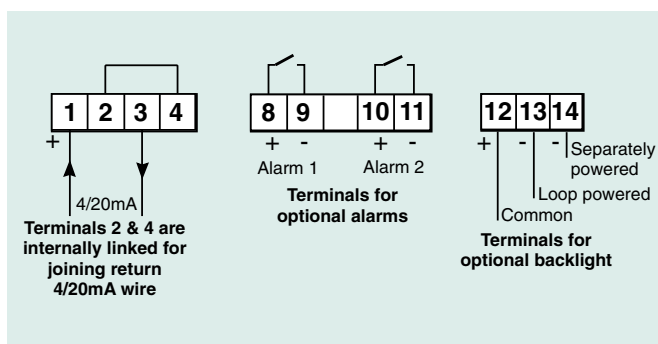 1 2 3 4
+
4/20mA
Terminals 2 & 4 are
internally linked for
joining return
4/20mA wire
8 9 10 11
+ - + -
Alarm 1 Alarm 2
Terminals for
optional alarms
12 13 14
+ - -
Separately
powered
Loop powered
Common
Terminals for
optional backlight